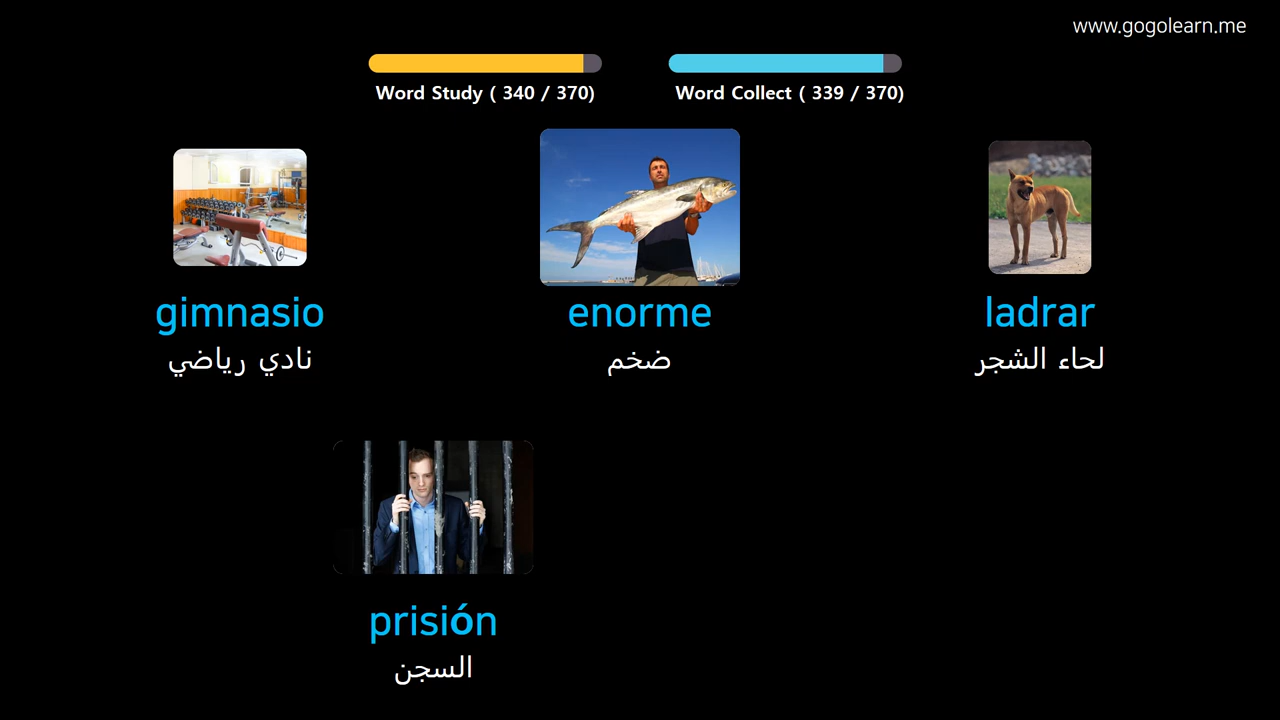 www.gogolearn.me
Word Study ( 340 / 370)
Word Collect ( 339 / 370)
gimnasio
نادي رياضي
enorme
ضخم
ladrar
لحاء الشجر
prisión
السجن